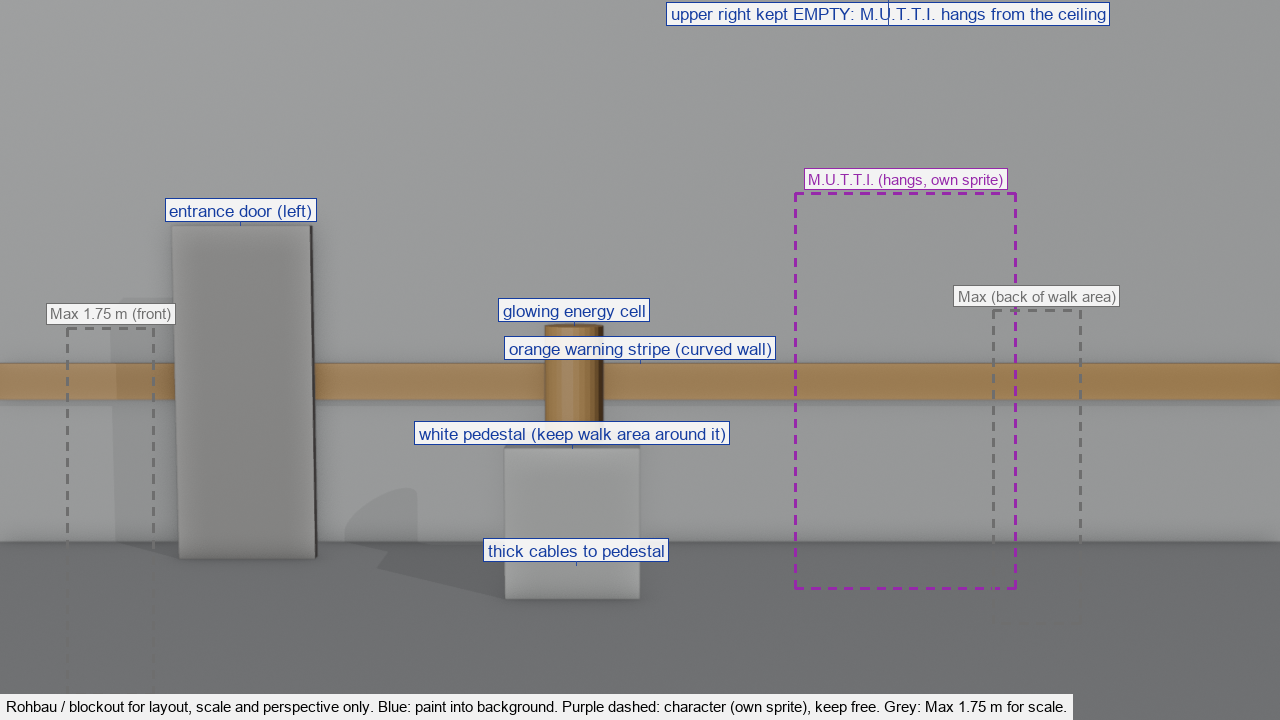 upper right kept EMPTY: M.U.T.T.I. hangs from the ceiling
M.U.T.T.I. (hangs, own sprite)
entrance door (left)
Max (back of walk area)
glowing energy cell
Max 1.75 m (front)
orange warning stripe (curved wall)
white pedestal (keep walk area around it)
thick cables to pedestal
Rohbau / blockout for layout, scale and perspective only. Blue: paint into background. Purple dashed: character (own sprite), keep free. Grey: Max 1.75 m for scale.